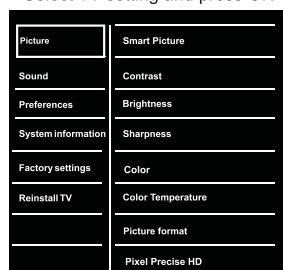 Picture
Sound
Preferences
System information
Factory settings
Reinstall TV
Smart Picture
Contrast
Brightness
Sharpness
Color
Color Temperature
Picture format
Pixel Precise HD